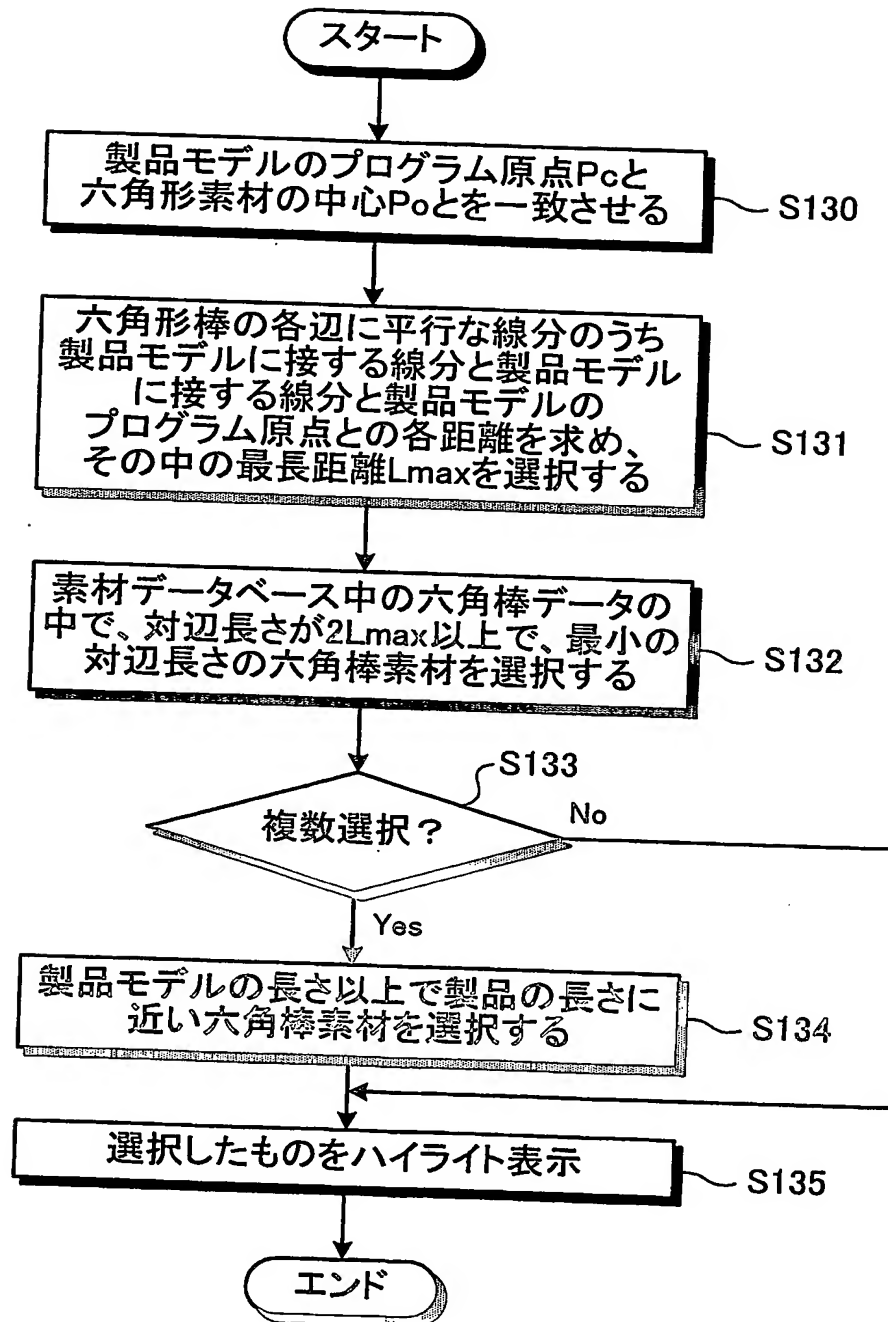 スタート
製品モデルのプログラム原点Pcと
六角形素材の中心Poとを一致させる
S130
六角形棒の各辺に平行な線分のうち
製品モデルに接する線分と製品モデル
に接する線分と製品モデルの
プログラム原点との各距離を求め、
その中の最長距離Lmaxを選択する
S131
素材データベース中の六角棒データの
中で、対辺長さが2Lmax以上で、最小の
対辺長さの六角棒素材を選択する
S132
S133
複数選択？
No
Yes
製品モデルの長さ以上で製品の長さに
近い六角棒素材を選択する
S134
選択したものをハイライト表示
S135
エンド